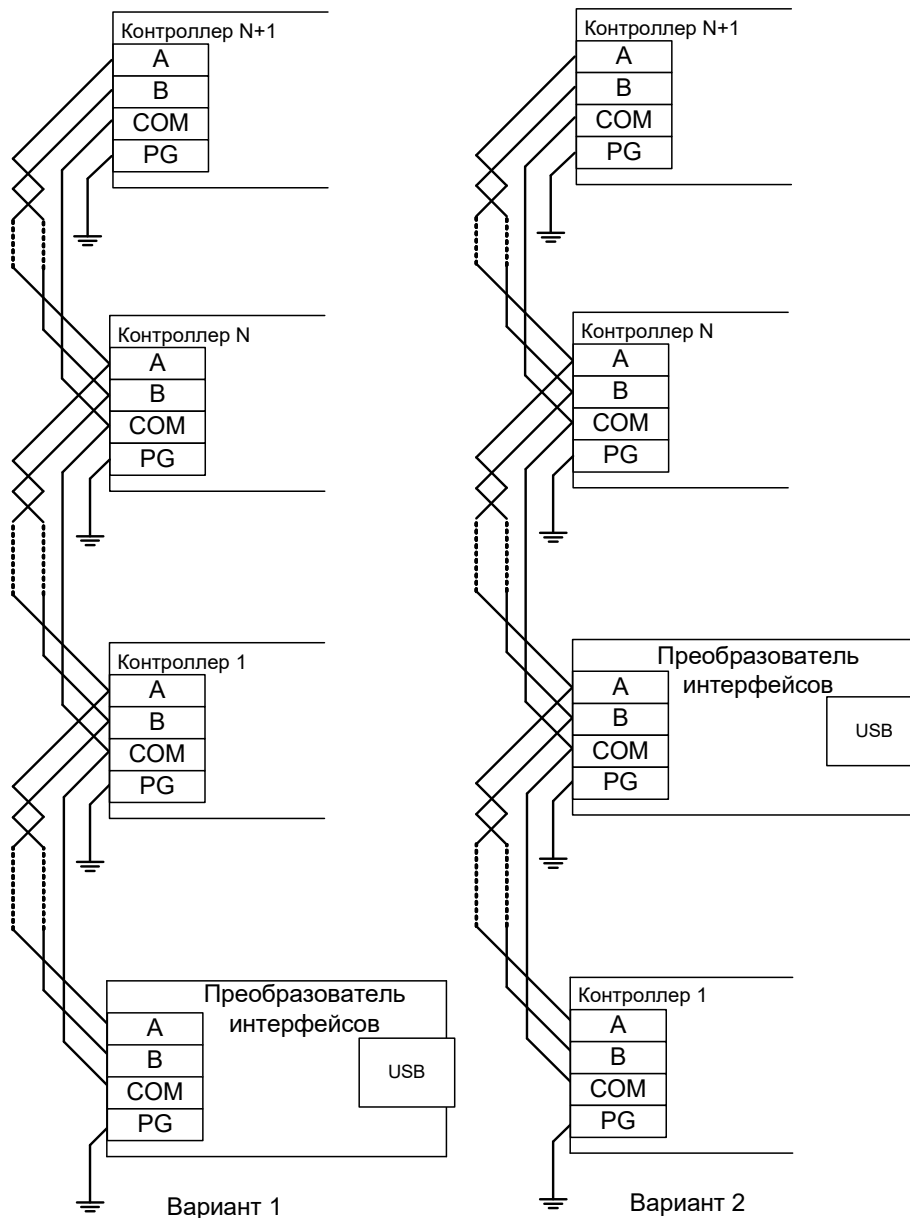 Контроллер N+1
A
B
COM
PG
Контроллер N
A
B
COM
PG
Контроллер 1
A
B
COM
PG
Преобразователь
интерфейсов
A
B
COM
PG
USB
Вариант 1
Контроллер N+1
A
B
COM
PG
Контроллер N
A
B
COM
PG
Преобразователь
интерфейсов
A
B
COM
PG
USB
Контроллер 1
A
B
COM
PG
Вариант 2